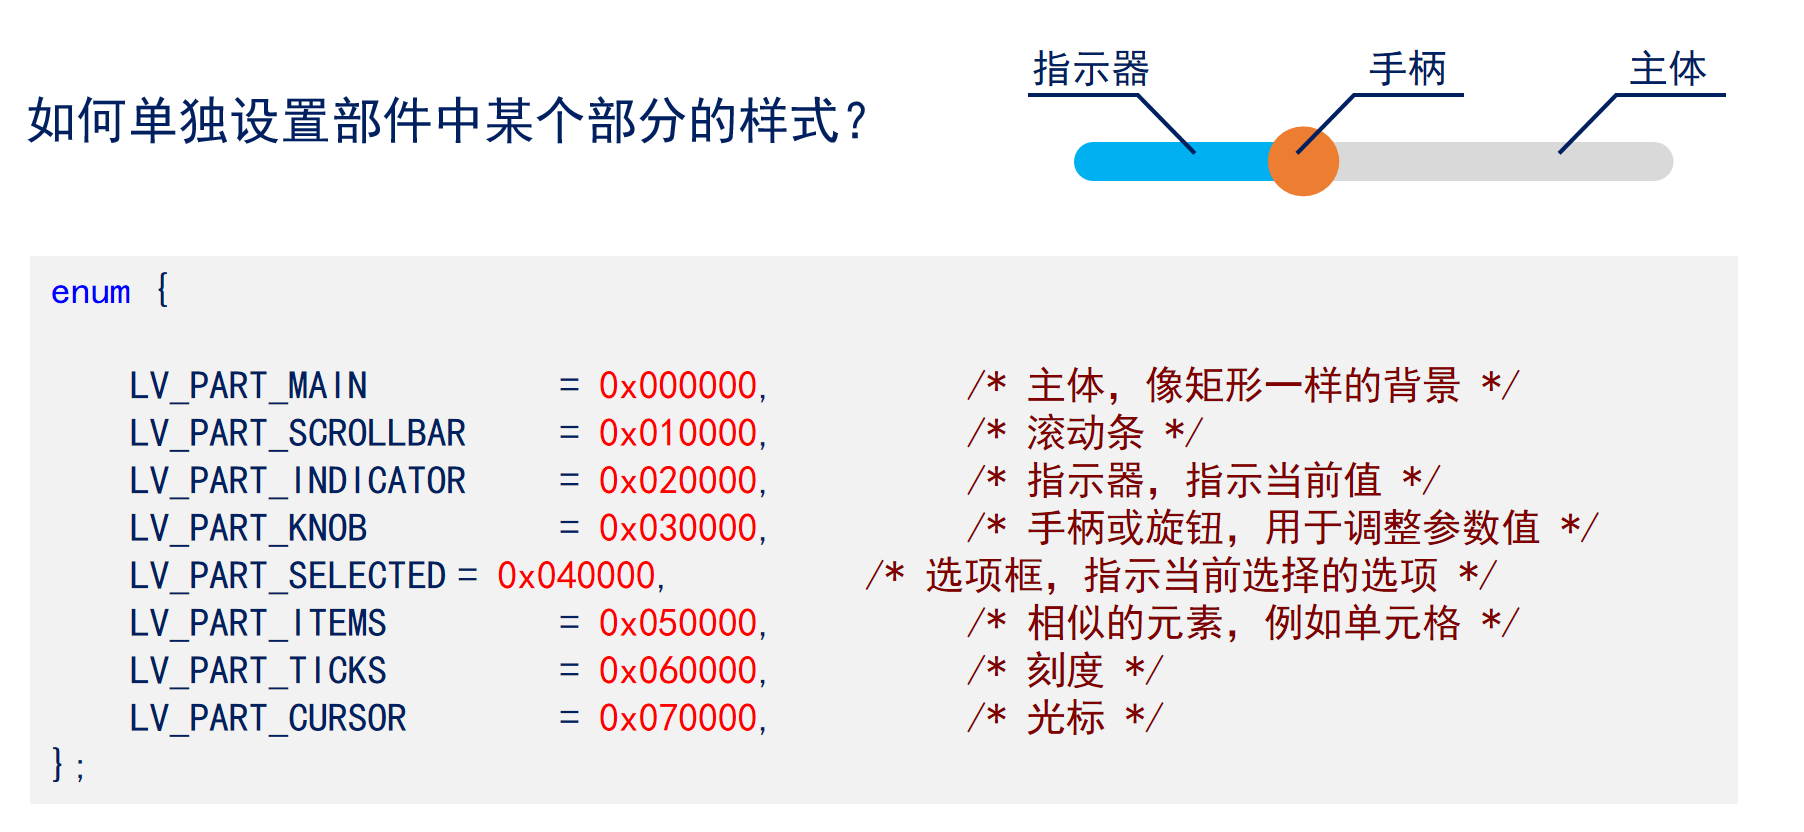 指示器 手柄 主体
如何单独设置部件中某个部分的样式？
enum {
LV_PART_MAIN = 0x000000, /* 主体，像矩形一样的背景 */
LV_PART_SCROLLBAR = 0x010000, /* 滚动条 */
LV_PART_INDICATOR = 0x020000, /* 指示器，指示当前值 */
LV_PART_KNOB = 0x030000, /* 手柄或旋钮，用于调整参数值 */
LV_PART_SELECTED = 0x040000, /* 选项框，指示当前选择的选项 */
LV_PART_ITEMS = 0x050000, /* 相似的元素，例如单元格 */
LV_PART_TICKS = 0x060000, /* 刻度 */
LV_PART_CURSOR = 0x070000, /* 光标 */
};